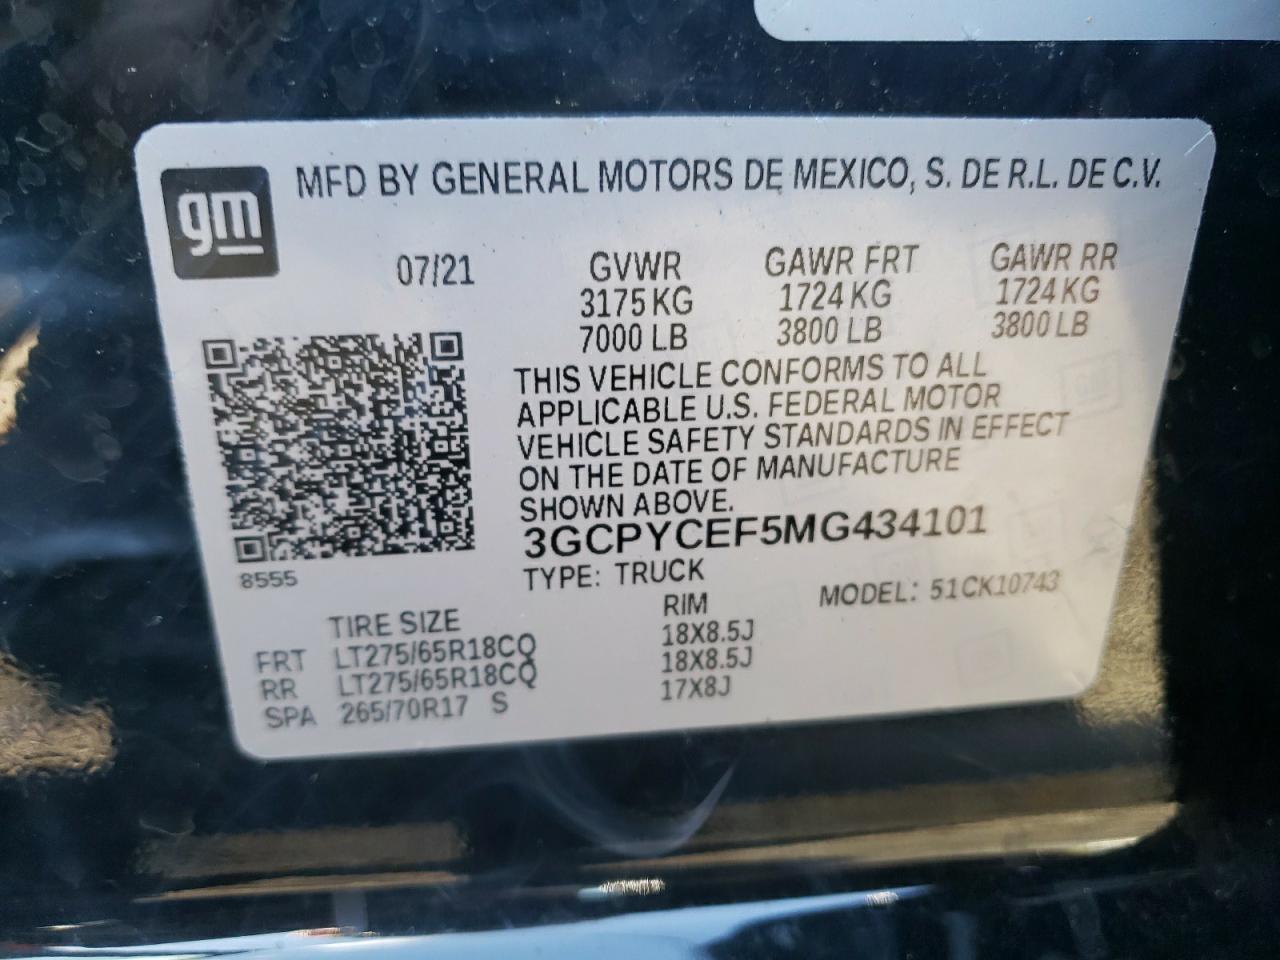 gm
MFD BY GENERAL MOTORS DE MEXICO, S. DE R.L. DE C.V.
07/21
GVWR GAWR FRT GAWR RR
3175 KG 1724 KG 1724 KG
7000 LB 3800 LB 3800 LB
THIS VEHICLE CONFORMS TO ALL
APPLICABLE U.S. FEDERAL MOTOR
VEHICLE SAFETY STANDARDS IN EFFECT
ON THE DATE OF MANUFACTURE
SHOWN ABOVE.
3GCPYCEF5MG434101
8555
TYPE: TRUCK MODEL: 51CK10743
TIRE SIZE RIM
FRT LT275/65R18CQ 18X8.5J
RR LT275/65R18CQ 18X8.5J
SPA 265/70R17 S 17X8J